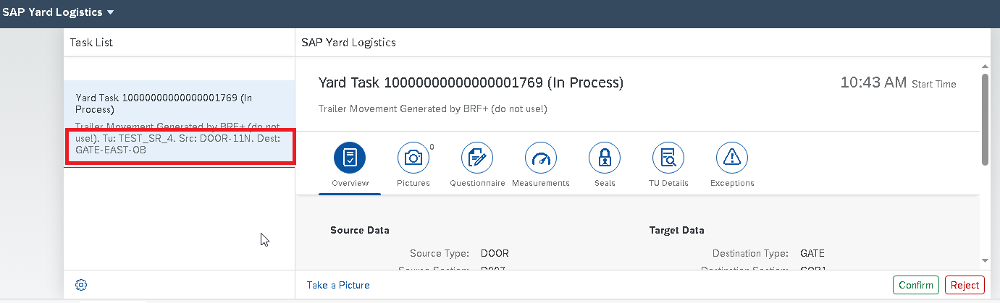 SAP Yard Logistics
Task List
SAP Yard Logistics
Yard Task 10000000000000001769 (In
Process)
Trailer Movement Generated by BRF+ (do not
use!), Tu: TEST_SR_4, Src: DOOR-11N, Dest:
GATE-EAST-OB
Yard Task 10000000000000001769 (In Process)
10:43 AM Start Time
Trailer Movement Generated by BRF+ (do not use!)
0
Overview
Pictures
Questionnaire
Measurements
Seals
TU Details
Exceptions
Source Data
Target Data
Source Type: DOOR
Destination Type: GATE
Source Section:
Destination Section:
Take a Picture
Confirm
Reject